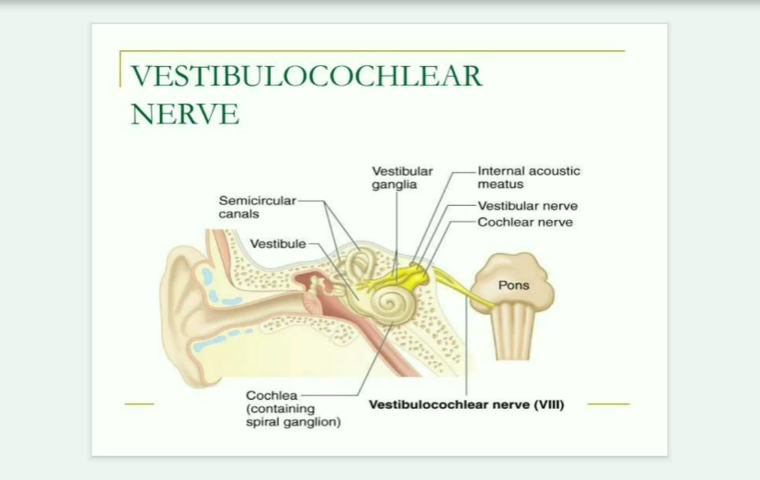 VESTIBULOCOCHLEAR
NERVE
Vestibular
ganglia
Internal acoustic
meatus
Semicircular
canals
Vestibular nerve
Cochlear nerve
Vestibule
Pons
Cochlea
(containing
spiral ganglion)
Vestibulocochlear nerve (VIII)